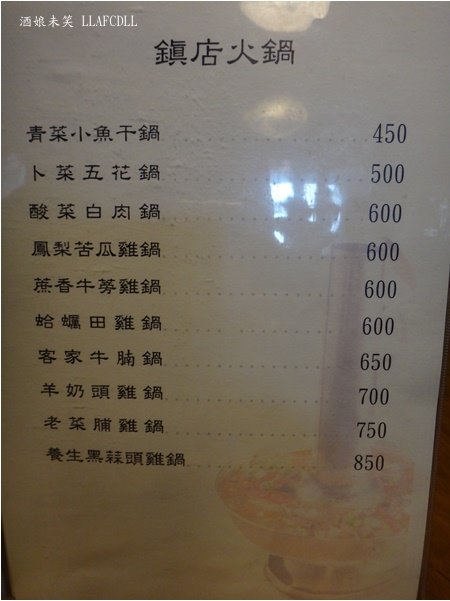 酒娘未笑 LLAFCDLL
鎮店火鍋
青菜小魚干鍋 450
卜菜五花鍋 500
酸菜白肉鍋 600
鳳梨苦瓜雞鍋 600
蔗香牛蒡雞鍋 600
蛤蠣田雞鍋 600
客家牛腩鍋 650
羊奶頭雞鍋 700
老菜脯雞鍋 750
養生黑蒜頭雞鍋 850